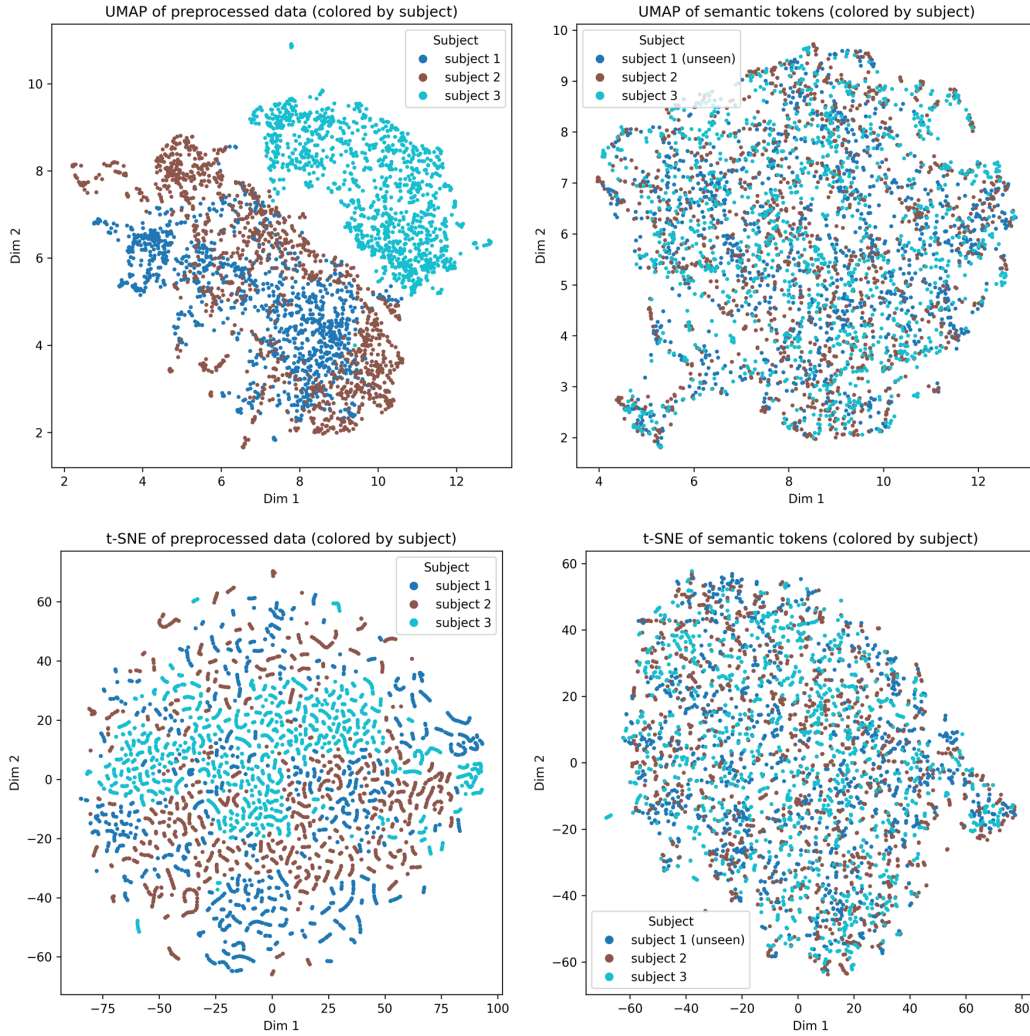 UMAP of preprocessed data (colored by subject)
Subject
subject 1
subject 2
subject 3
10
8
6
4
2
Dim 2
2
4
6
8
10
12
Dim 1
UMAP of semantic tokens (colored by subject)
Subject
subject 1 (unseen)
subject 2
subject 3
10
9
8
7
6
5
4
3
2
Dim 2
4
6
8
10
12
Dim 1
t-SNE of preprocessed data (colored by subject)
Subject
subject 1
subject 2
subject 3
60
40
20
0
−20
−40
−60
Dim 2
−75
−50
−25
0
25
50
75
100
Dim 1
t-SNE of semantic tokens (colored by subject)
60
40
20
0
−20
−40
−60
Dim 2
Subject
subject 1 (unseen)
subject 2
subject 3
−60
−40
−20
0
20
40
60
80
Dim 1